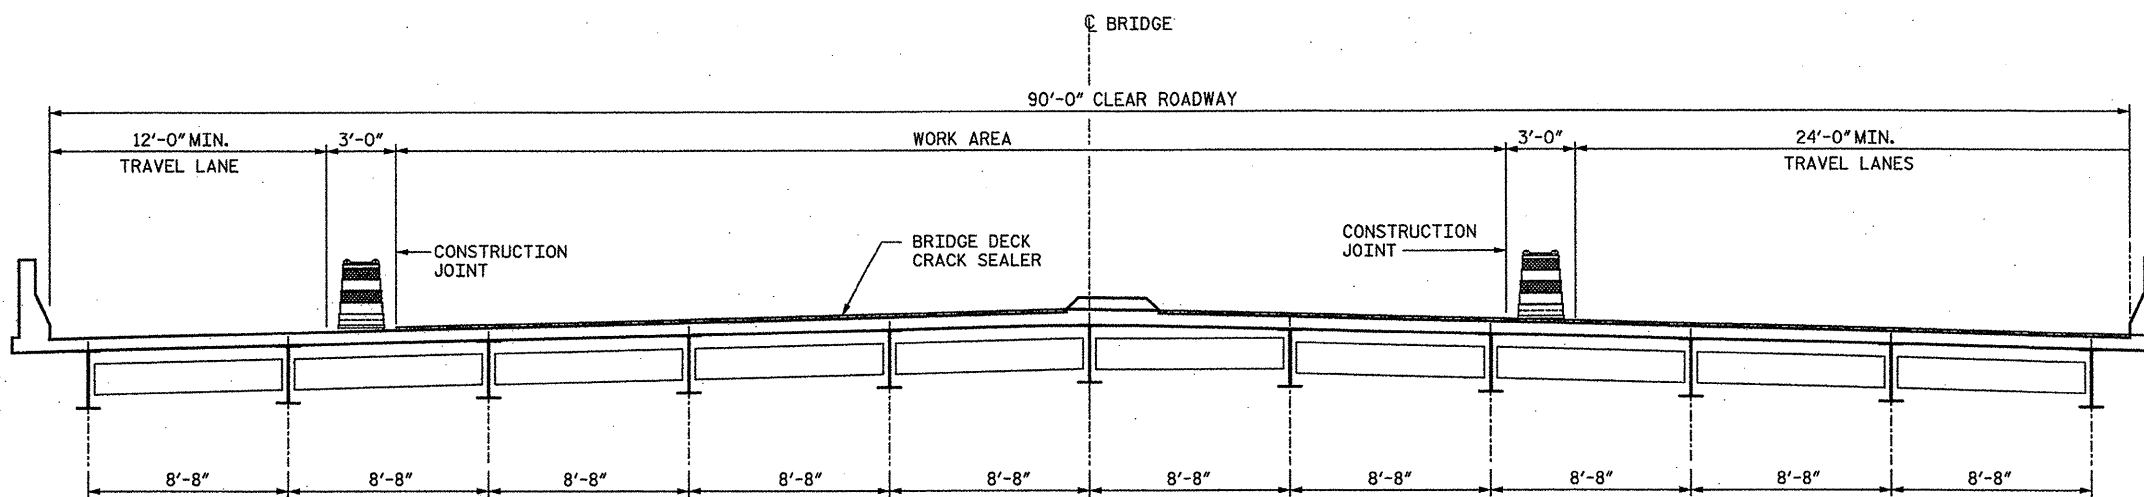 ℄ BRIDGE
90'-0" CLEAR ROADWAY
12'-0" MIN.
TRAVEL LANE
3'-0"
WORK AREA
3'-0"
24'-0" MIN.
TRAVEL LANES
CONSTRUCTION
JOINT
BRIDGE DECK
CRACK SEALER
CONSTRUCTION
JOINT
8'-8"
8'-8"
8'-8"
8'-8"
8'-8"
8'-8"
8'-8"
8'-8"
8'-8"
8'-8"